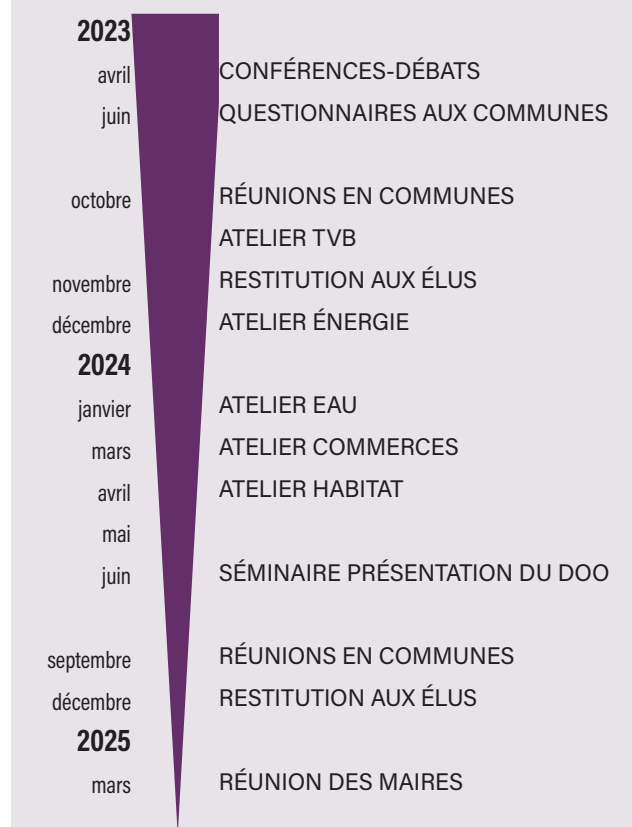 2023
avril CONFÉRENCES-DÉBATS
juin QUESTIONNAIRES AUX COMMUNES
octobre RÉUNIONS EN COMMUNES
ATELIER TVB
novembre RESTITUTION AUX ÉLUS
décembre ATELIER ÉNERGIE
2024
janvier ATELIER EAU
mars ATELIER COMMERCES
avril ATELIER HABITAT
mai
juin SÉMINAIRE PRÉSENTATION DU DOO
septembre RÉUNIONS EN COMMUNES
décembre RESTITUTION AUX ÉLUS
2025
mars RÉUNION DES MAIRES